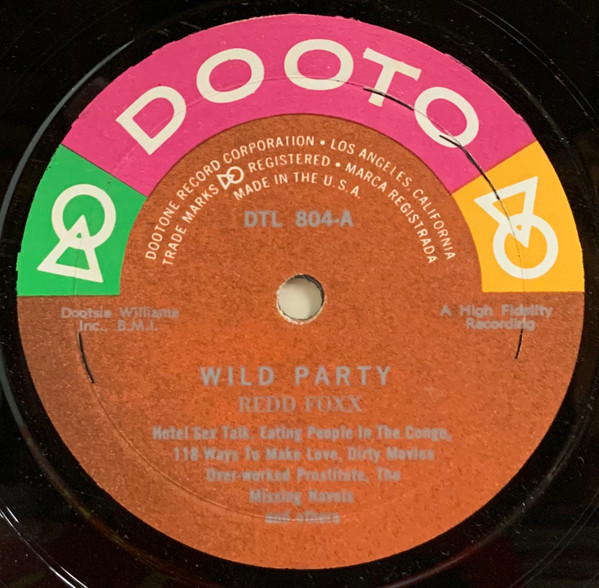 DOOTO
DOOTONE RECORD CORPORATION • LOS ANGELES, CALIFORNIA
TRADE MARKS REGISTERED • MARCA REGISTRADA
MADE IN THE U.S.A.
DTL 804-A
Dootsie Williams
Inc., B.M.I.
A High Fidelity
Recording
WILD PARTY
REDD FOXX
Hotel Sex Talk, Eating People In The Congo,
118 Ways To Make Love, Dirty Movies
Over-worked Prostitute, The
Missing Navels
and others